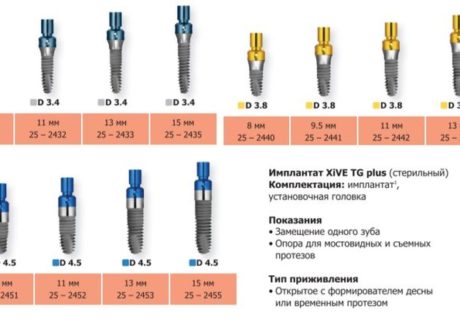 D 3.4 D 3.4 D 3.4
11 мм 13 мм 15 мм
25 – 2432 25 – 2433 25 – 2435
D 3.8 D 3.8 D 3.8 D 3
8 мм 9,5 мм 11 мм 13
25 – 2440 25 – 2441 25 – 2442 25 –
4.5 D 4.5 D 4.5 D 4.5
11 мм 13 мм 15 мм
2451 25 – 2452 25 – 2453 25 – 2455
Имплантат XiVE TG plus (стерильный)
Комплектация: имплантат¹,
установочная головка
Показания
• Замещение одного зуба
• Опора для мостовидных и съемных
протезов
Тип приживления
• Открытое с формирователем десны
или временным протезом